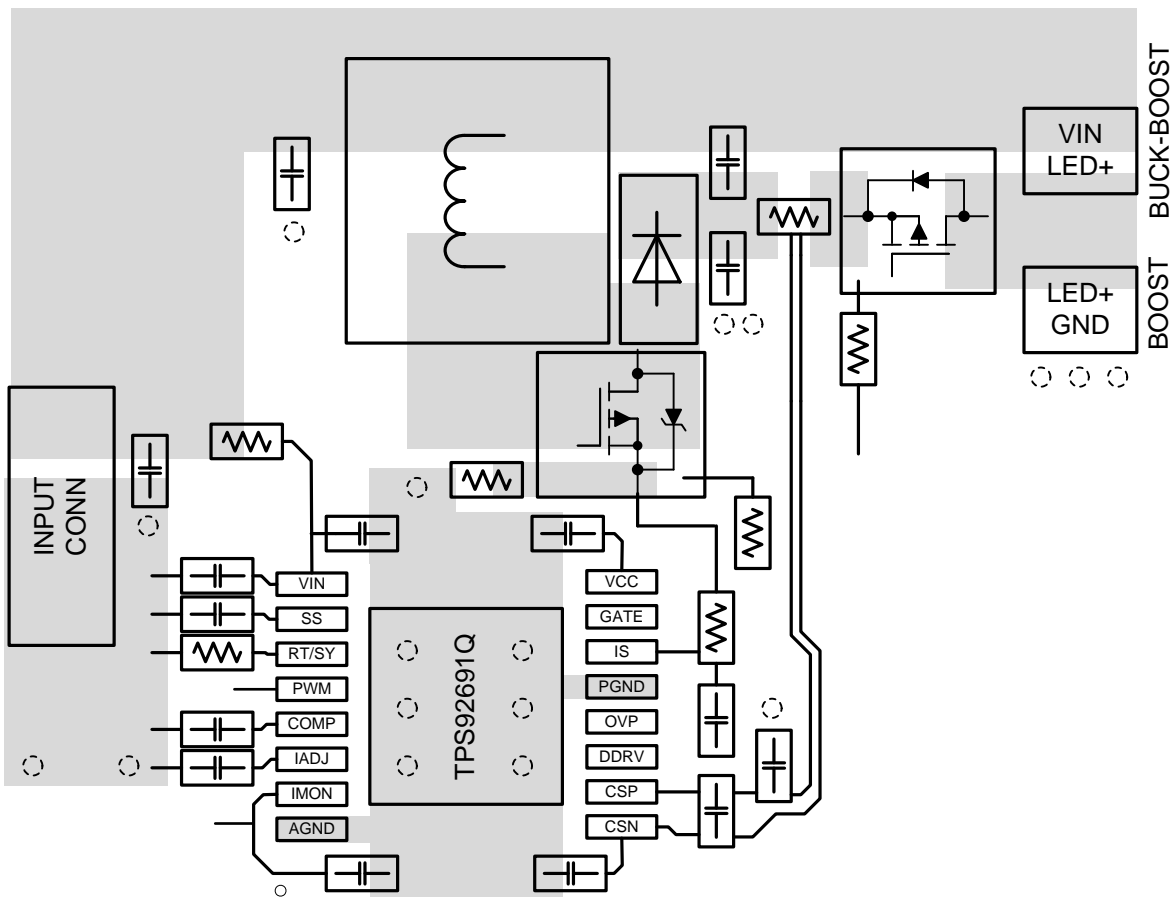 BUCK-BOOST
VIN
LED+
LED+
GND
BOOST
INPUT
CONN
VIN
SS
RT/SY
PWM
COMP
IADJ
IMON
AGND
TPS92691Q
VCC
GATE
IS
PGND
OVP
DDRV
CSP
CSN